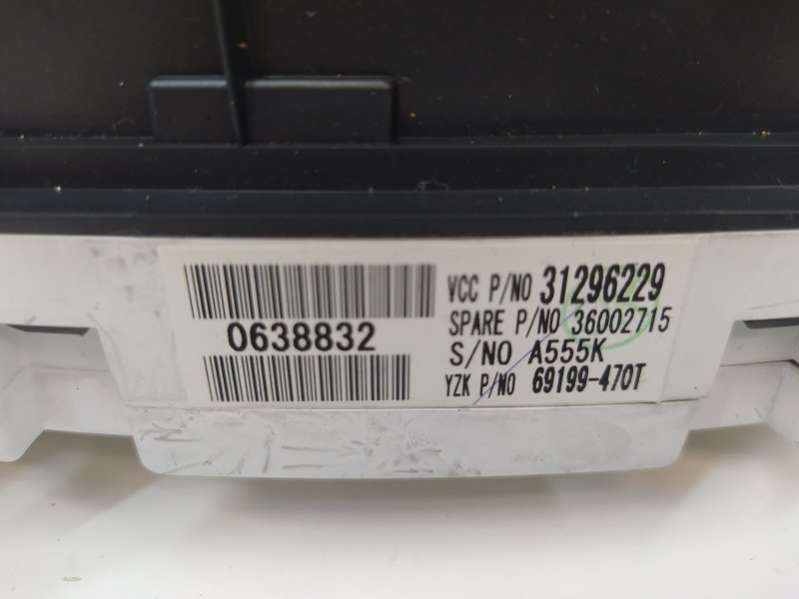 0638832
VCC P/NO 31296229
SPARE P/NO 36002715
S/NO A555K
YZK P/NO 69199-470T